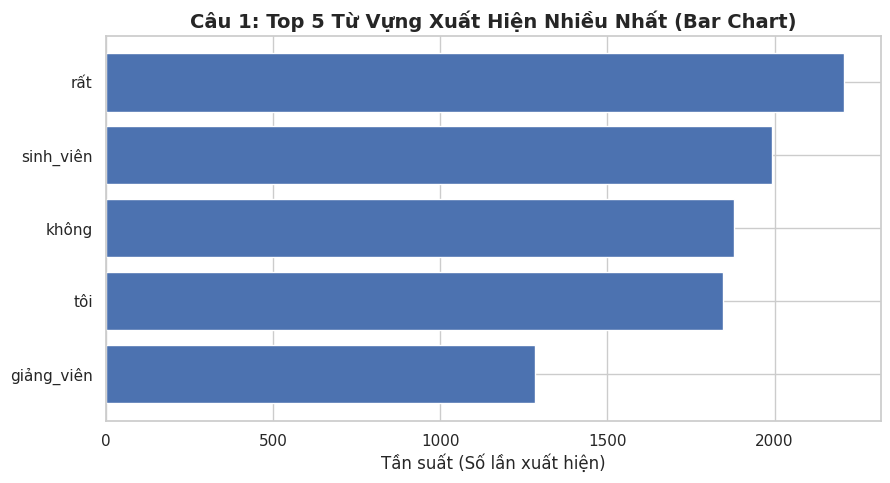 Câu 1: Top 5 Từ Vựng Xuất Hiện Nhiều Nhất (Bar Chart)
rất
sinh_viên
không
tôi
giảng_viên
0 500 1000 1500 2000
Tần suất (Số lần xuất hiện)